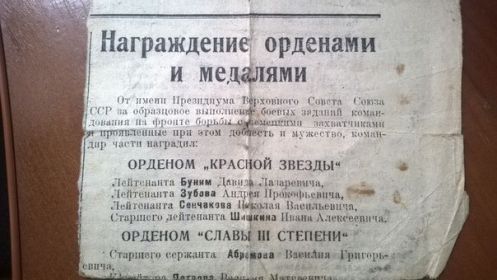 Награждение орденами
и медалями
От имени Президиума Верховного Совета Союза
ССР за образцовое выполнение боевых заданий коман-
дования на фронте борьбы с немецкими захватчиками
и проявленные при этом доблесть и мужество, коман-
дир части наградил:
ОРДЕНОМ „КРАСНОЙ ЗВЕЗДЫ“
Лейтенанта Буним Давида Лазаревича,
Лейтенанта Зубова Андрея Прокофьевича,
Лейтенанта Сенчакова Николая Васильевича,
Старшего лейтенанта Шишкина Ивана Алексеевича.
ОРДЕНОМ "СЛАВЫ III СТЕПЕНИ"
Старшего сержанта Абрамова Василия Григорь-
евича,
Матвеевича,